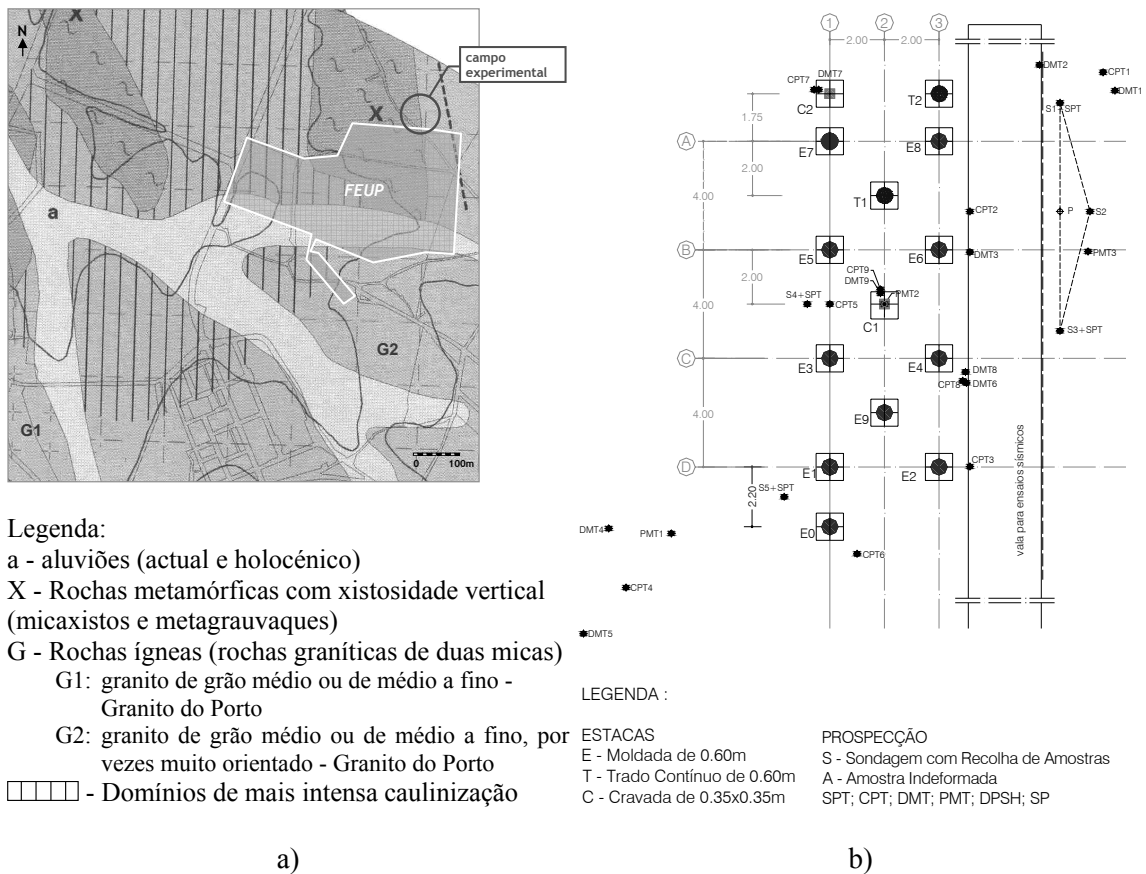 X
N
campo
experimental
X
FEUP
a
G2
G1
0 100m
Legenda:
a - aluviões (actual e holocénico)
X - Rochas metamórficas com xistosidade vertical
(micaxistos e metagrauvaques)
G - Rochas ígneas (rochas graníticas de duas micas)
G1: granito de grão médio ou de médio a fino -
Granito do Porto
G2: granito de grão médio ou de médio a fino, por
vezes muito orientado - Granito do Porto
- Domínios de mais intensa caulinização
a)
1 2 3
2.00 2.00
DMT2
CPT1
CPT7 DMT7
DMT1
C2 T2
S1+SPT
1.75
A
E7 E8
2.00
4.00
T1
CPT2 P S2
B
E5 E6
DMT3 PMT3
CPT9
DMT9
PMT2
2.00
S4+SPT CPT5
4.00
C1
S3+SPT
C
E3 E4
DMT8
CPT8 DMT6
4.00
E9
vala para ensaios sísmicos
D
E1 E2
CPT3
S5+SPT
2.20
DMT4 PMT1
E0
CPT6
CPT4
DMT5
LEGENDA :
ESTACAS
E - Moldada de 0.60m
T - Trado Contínuo de 0.60m
C - Cravada de 0.35x0.35m
PROSPECÇÃO
S - Sondagem com Recolha de Amostras
A - Amostra Indeformada
SPT; CPT; DMT; PMT; DPSH; SP
b)